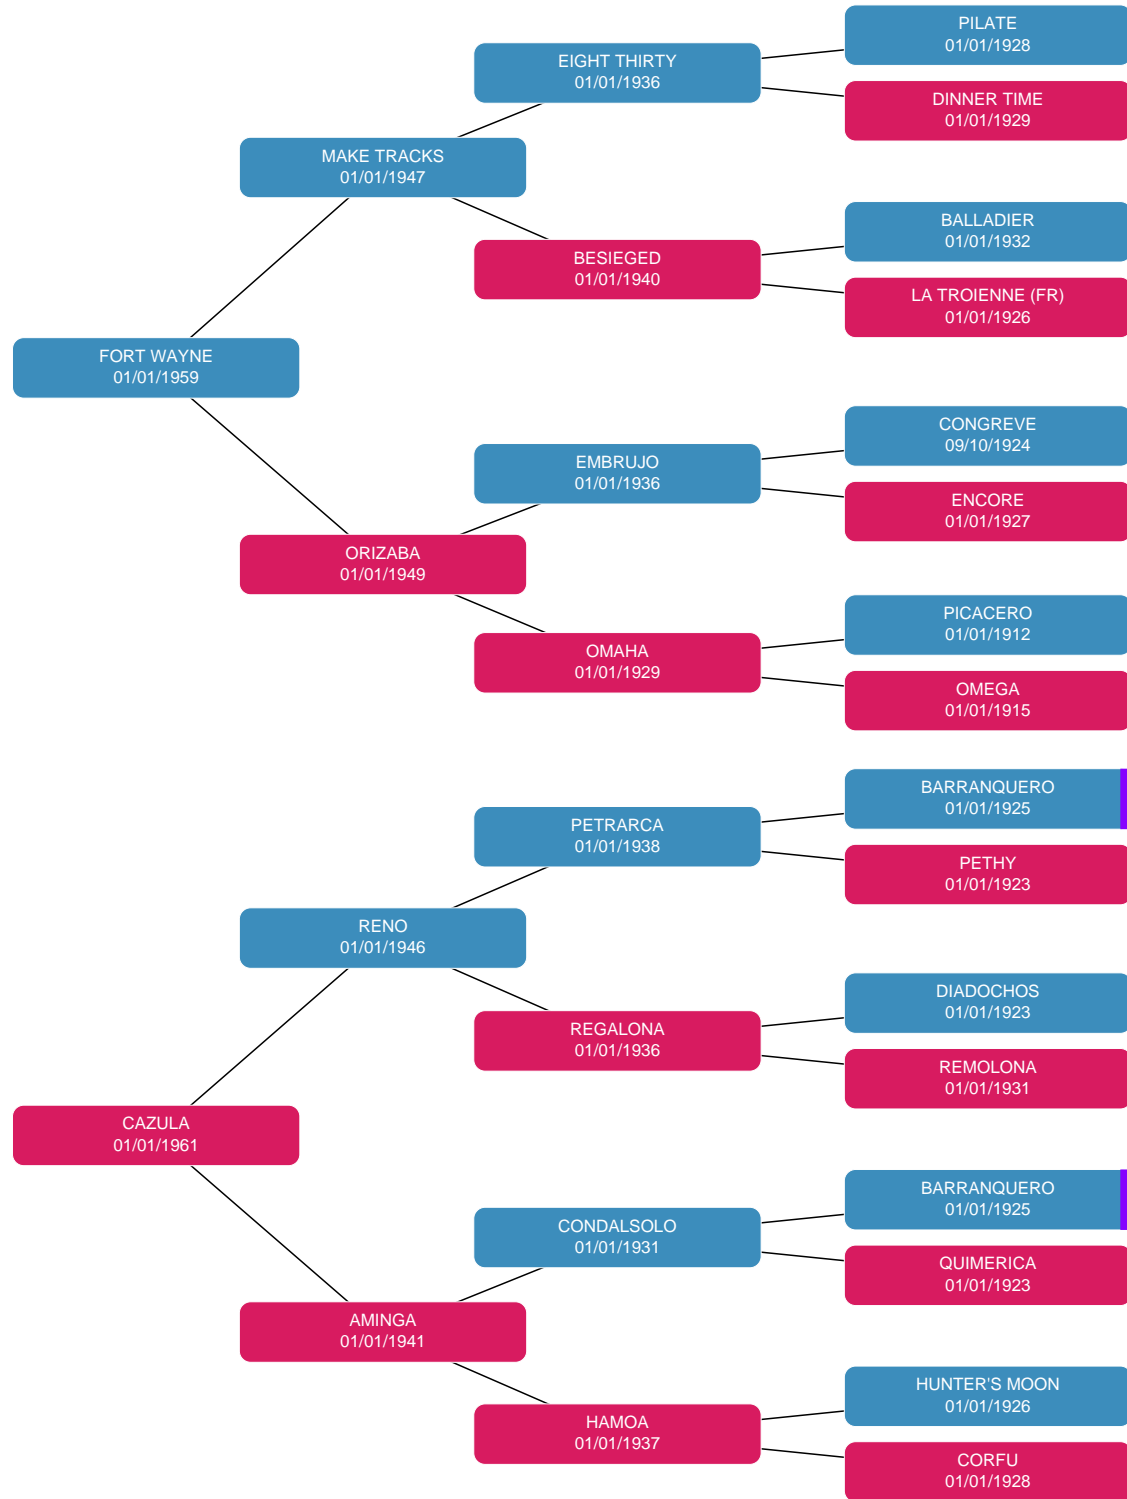 PILATE
01/01/1928
EIGHT THIRTY
01/01/1936
DINNER TIME
01/01/1929
MAKE TRACKS
01/01/1947
BALLADIER
01/01/1932
BESIEGED
01/01/1940
LA TROIENNE (FR)
01/01/1926
FORT WAYNE
01/01/1959
CONGREVE
09/10/1924
EMBRUJO
01/01/1936
ENCORE
01/01/1927
ORIZABA
01/01/1949
PICACERO
01/01/1912
OMAHA
01/01/1929
OMEGA
01/01/1915
BARRANQUERO
01/01/1925
PETRARCA
01/01/1938
PETHY
01/01/1923
RENO
01/01/1946
DIADOCHOS
01/01/1923
REGALONA
01/01/1936
REMOLONA
01/01/1931
CAZULA
01/01/1961
BARRANQUERO
01/01/1925
CONDALSOLO
01/01/1931
QUIMERICA
01/01/1923
AMINGA
01/01/1941
HUNTER'S MOON
01/01/1926
HAMOA
01/01/1937
CORFU
01/01/1928